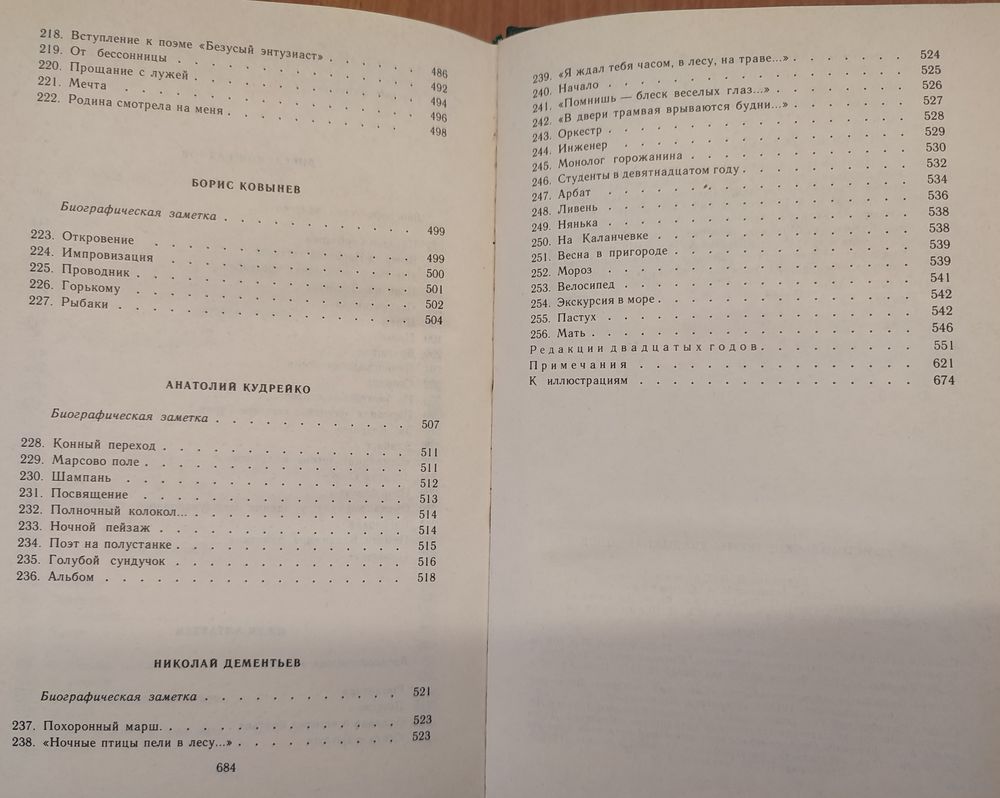 218. Вступление к поэме «Безусый энтузиаст» . . . . . 486
219. От бессонницы . . . . . . . . . . . . 492
220. Прощание с лужей . . . . . . . . . . . 494
221. Мечта . . . . . . . . . . . . . . . 496
222. Родина смотрела на меня . . . . . . . . . 498
БОРИС КОВЫНЕВ
Биографическая заметка . . . . . . . . . . 499
223. Откровение . . . . . . . . . . . . . 499
224. Импровизация . . . . . . . . . . . . 500
225. Проводник . . . . . . . . . . . . . 501
226. Горькому . . . . . . . . . . . . . . 502
227. Рыбаки . . . . . . . . . . . . . . . 504
АНАТОЛИЙ КУДРЕЙКО
Биографическая заметка . . . . . . . . . . . 507
228. Конный переход . . . . . . . . . . . . 511
229. Марсово поле . . . . . . . . . . . . . 511
230. Шампань . . . . . . . . . . . . . . 512
231. Посвящение . . . . . . . . . . . . . 513
232. Полночный колокол... . . . . . . . . . . 514
233. Ночной пейзаж . . . . . . . . . . . . 514
234. Поэт на полустанке . . . . . . . . . . . 515
235. Голубой сундучок . . . . . . . . . . . 516
236. Альбом . . . . . . . . . . . . . . . 518
НИКОЛАЙ ДЕМЕНТЬЕВ
Биографическая заметка . . . . . . . . . . . 521
237. Похоронный марш. . . . . . . . . . . . 523
238. «Ночные птицы пели в лесу...» . . . . . . . . 523
684
239. «Я ждал тебя часом, в лесу, на траве...» . . . . . . 524
240. Начало . . . . . . . . . . . . . . . 525
241. «Помнишь — блеск веселых глаз...» . . . . . . . 526
242. «В двери трамвая врываются будни...» . . . . . . 527
243. Оркестр . . . . . . . . . . . . . . 528
244. Инженер . . . . . . . . . . . . . . 529
245. Монолог горожанина . . . . . . . . . . 530
246. Студенты в девятнадцатом году . . . . . . . . 532
247. Арбат . . . . . . . . . . . . . . . 534
248. Ливень . . . . . . . . . . . . . . . 536
249. Нянька . . . . . . . . . . . . . . . 538
250. На Каланчевке . . . . . . . . . . . . 538
251. Весна в пригороде . . . . . . . . . . . 539
252. Мороз . . . . . . . . . . . . . . . 539
253. Велосипед . . . . . . . . . . . . . . 541
254. Экскурсия в море . . . . . . . . . . . . 542
255. Пастух . . . . . . . . . . . . . . . 542
256. Мать . . . . . . . . . . . . . . . . 546
Редакции двадцатых годов. . . . . . . . . 551
Примечания . . . . . . . . . . . . . . 621
К иллюстрациям . . . . . . . . . . . . . 674